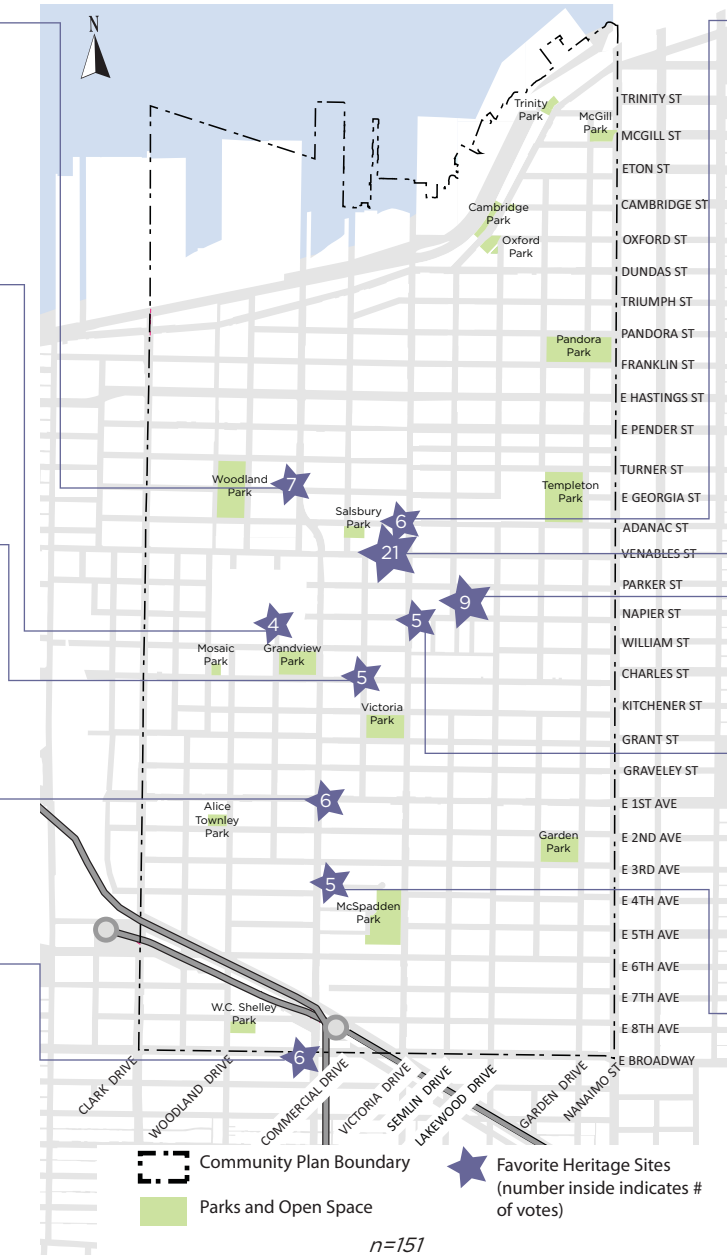 N
Trinity
Park
TRINITY ST
McGill
Park
MCGILL ST
ETON ST
CAMBRIDGE ST
Cambridge
Park
OXFORD ST
Oxford
Park
DUNDAS ST
TRIUMPH ST
PANDORA ST
Pandora
Park
FRANKLIN ST
E HASTINGS ST
E PENDER ST
TURNER ST
Woodland
Park
7
Templeton
Park
E GEORGIA ST
Salsbury
Park
6
ADANAC ST
21
VENABLES ST
PARKER ST
9
NAPIER ST
4
5
WILLIAM ST
Mosaic
Park
Grandview
Park
CHARLES ST
5
KITCHENER ST
Victoria
Park
GRANT ST
GRAVELEY ST
6
E 1ST AVE
Alice
Townley
Park
E 2ND AVE
Garden
Park
E 3RD AVE
5
E 4TH AVE
McSpadden
Park
E 5TH AVE
E 6TH AVE
E 7TH AVE
W.C. Shelley
Park
E 8TH AVE
6
E BROADWAY
CLARK DRIVE
WOODLAND DRIVE
COMMERCIAL DRIVE
VICTORIA DRIVE
SEMLIN DRIVE
LAKEWOOD DRIVE
GARDEN DRIVE
NANAIMO ST
Community Plan Boundary
Parks and Open Space
Favorite Heritage Sites
(number inside indicates #
of votes)
n=151